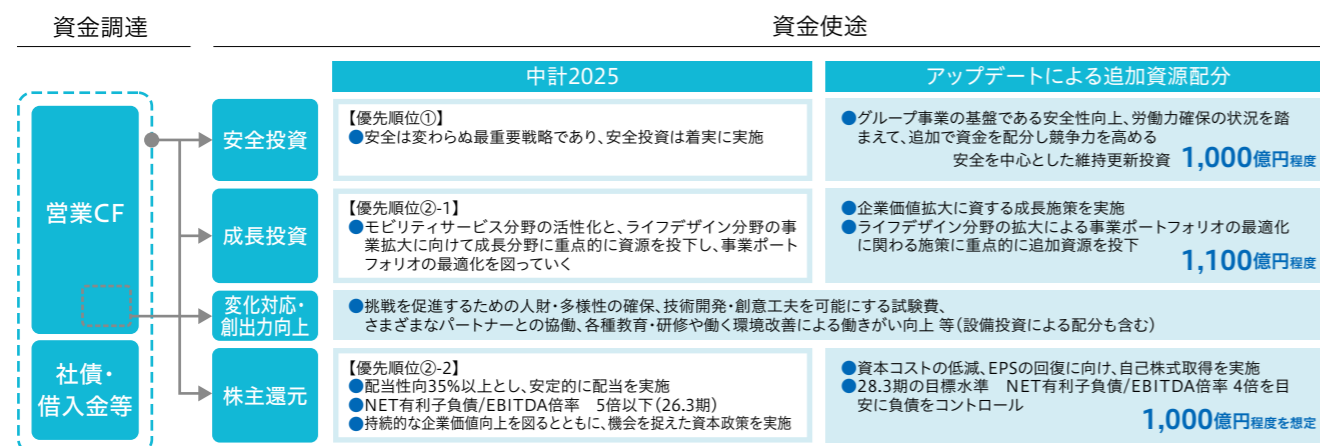 資金調達
資金使途
中計2025
アップデートによる追加資源配分
営業CF
社債・
借入金等
安全投資
【優先順位①】
●安全は変わらぬ最重要戦略であり、安全投資は着実に実施
●グループ事業の基盤である安全性向上、労働力確保の状況を踏
まえて、追加で資金を配分し競争力を高める
安全を中心とした維持更新投資 1,000億円程度
成長投資
【優先順位②-1】
●モビリティサービス分野の活性化と、ライフデザイン分野の事
業拡大に向けて成長分野に重点的に資源を投下し、事業ポート
フォリオの最適化を図っていく
●企業価値拡大に資する成長施策を実施
●ライフデザイン分野の拡大による事業ポートフォリオの最適化
に関わる施策に重点的に追加資源を投下
1,100億円程度
変化対応・
創出力向上
●挑戦を促進するための人財・多様性の確保、技術開発・創意工夫を可能にする試験費、
さまざまなパートナーとの協働、各種教育・研修や働く環境改善による働きがい向上 等（設備投資による配分も含む）
株主還元
【優先順位②-2】
●配当性向35%以上とし、安定的に配当を実施
●NET有利子負債/EBITDA倍率　5倍以下（26.3期）
●持続的な企業価値向上を図るとともに、機会を捉えた資本政策を実施
●資本コストの低減、EPSの回復に向け、自己株式取得を実施
●28.3期の目標水準　NET有利子負債/EBITDA倍率 4倍を目
安に負債をコントロール
1,000億円程度を想定